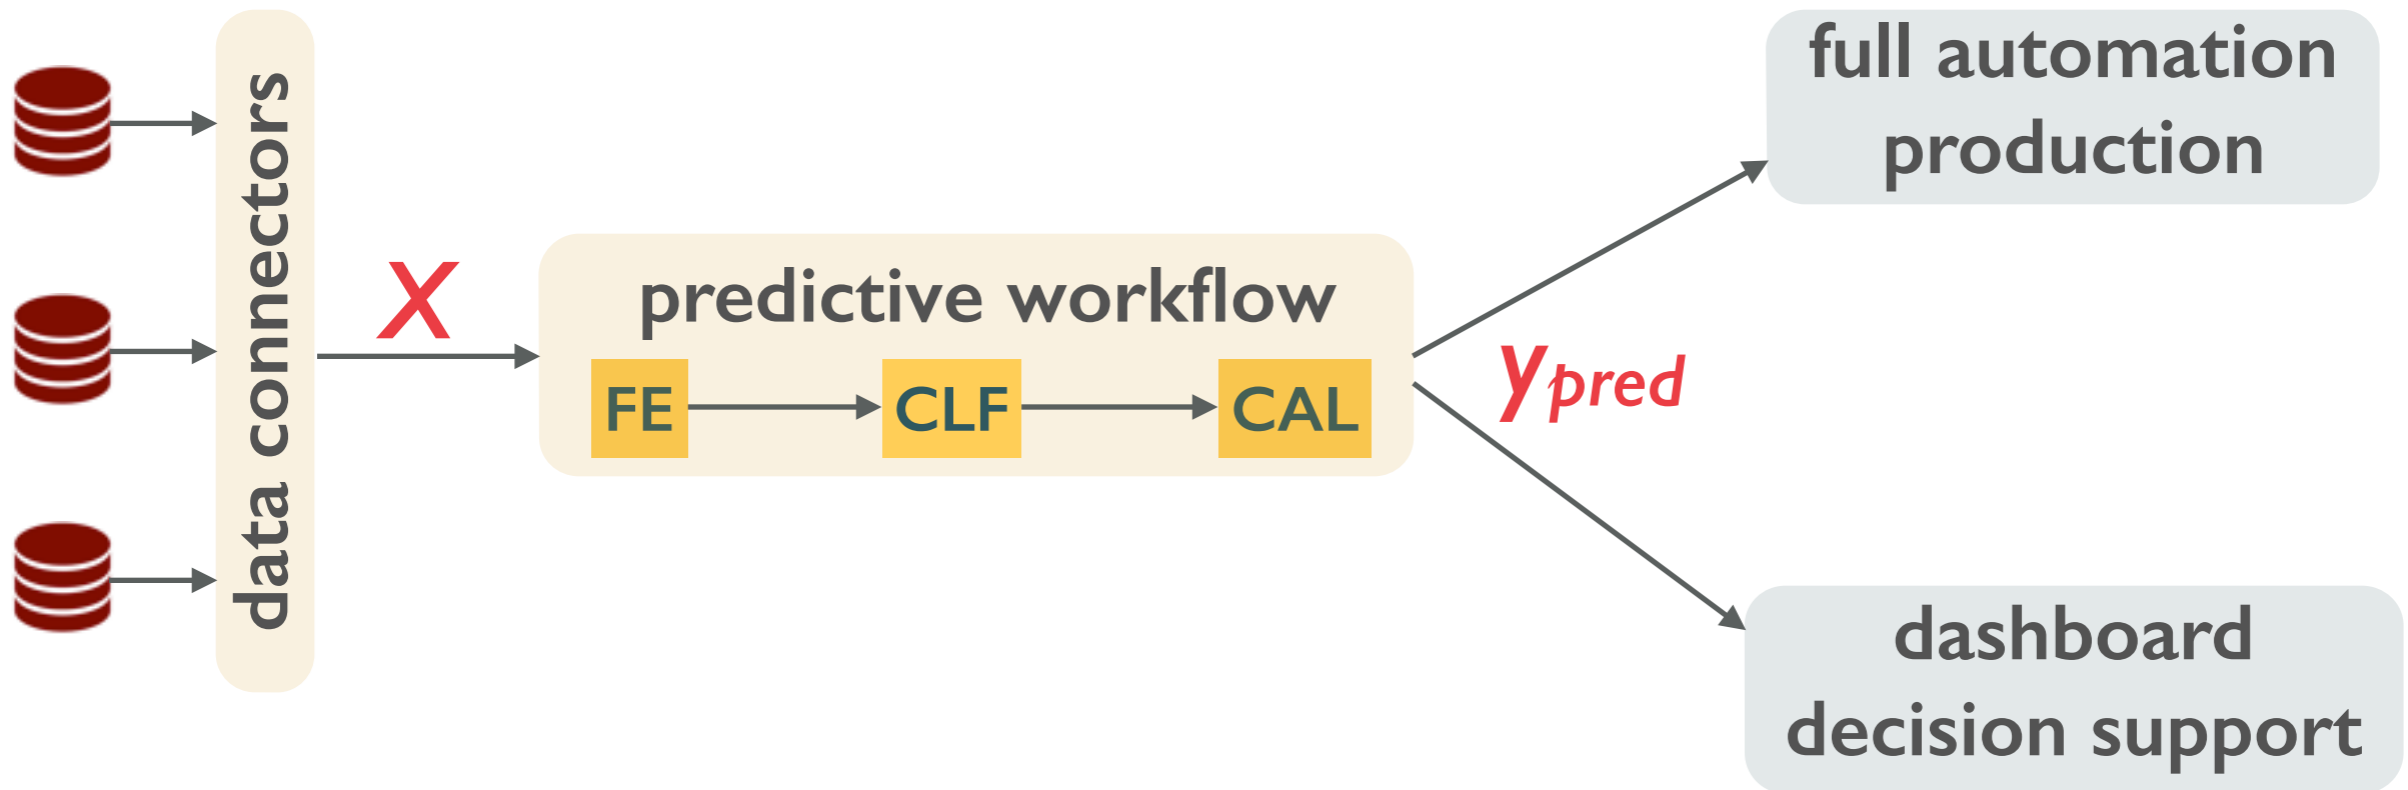 data connectors
X
predictive workflow
FE
CLF
CAL
ypred
full automation
production
dashboard
decision support